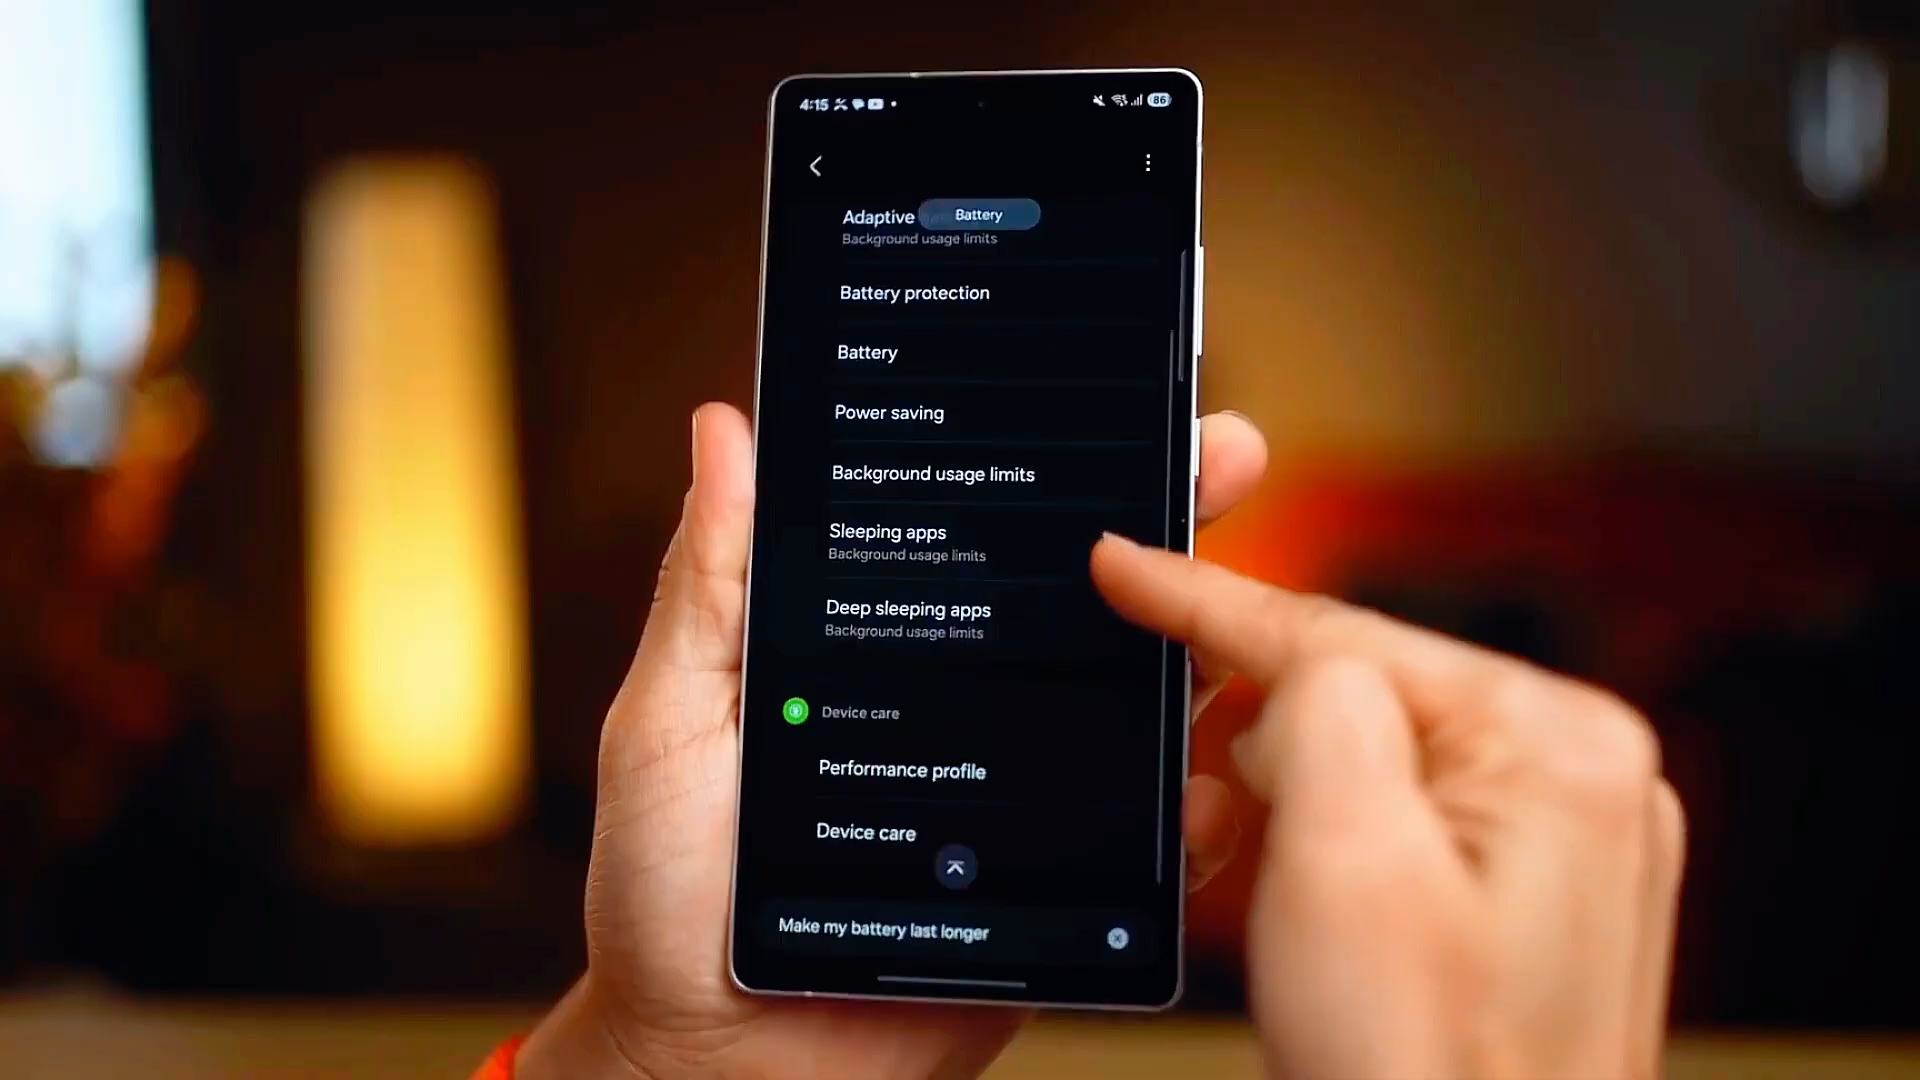 4:15
86
Adaptive
Battery
Background usage limits
Battery protection
Battery
Power saving
Background usage limits
Sleeping apps
Background usage limits
Deep sleeping apps
Background usage limits
Device care
Performance profile
Device care
Make my battery last longer